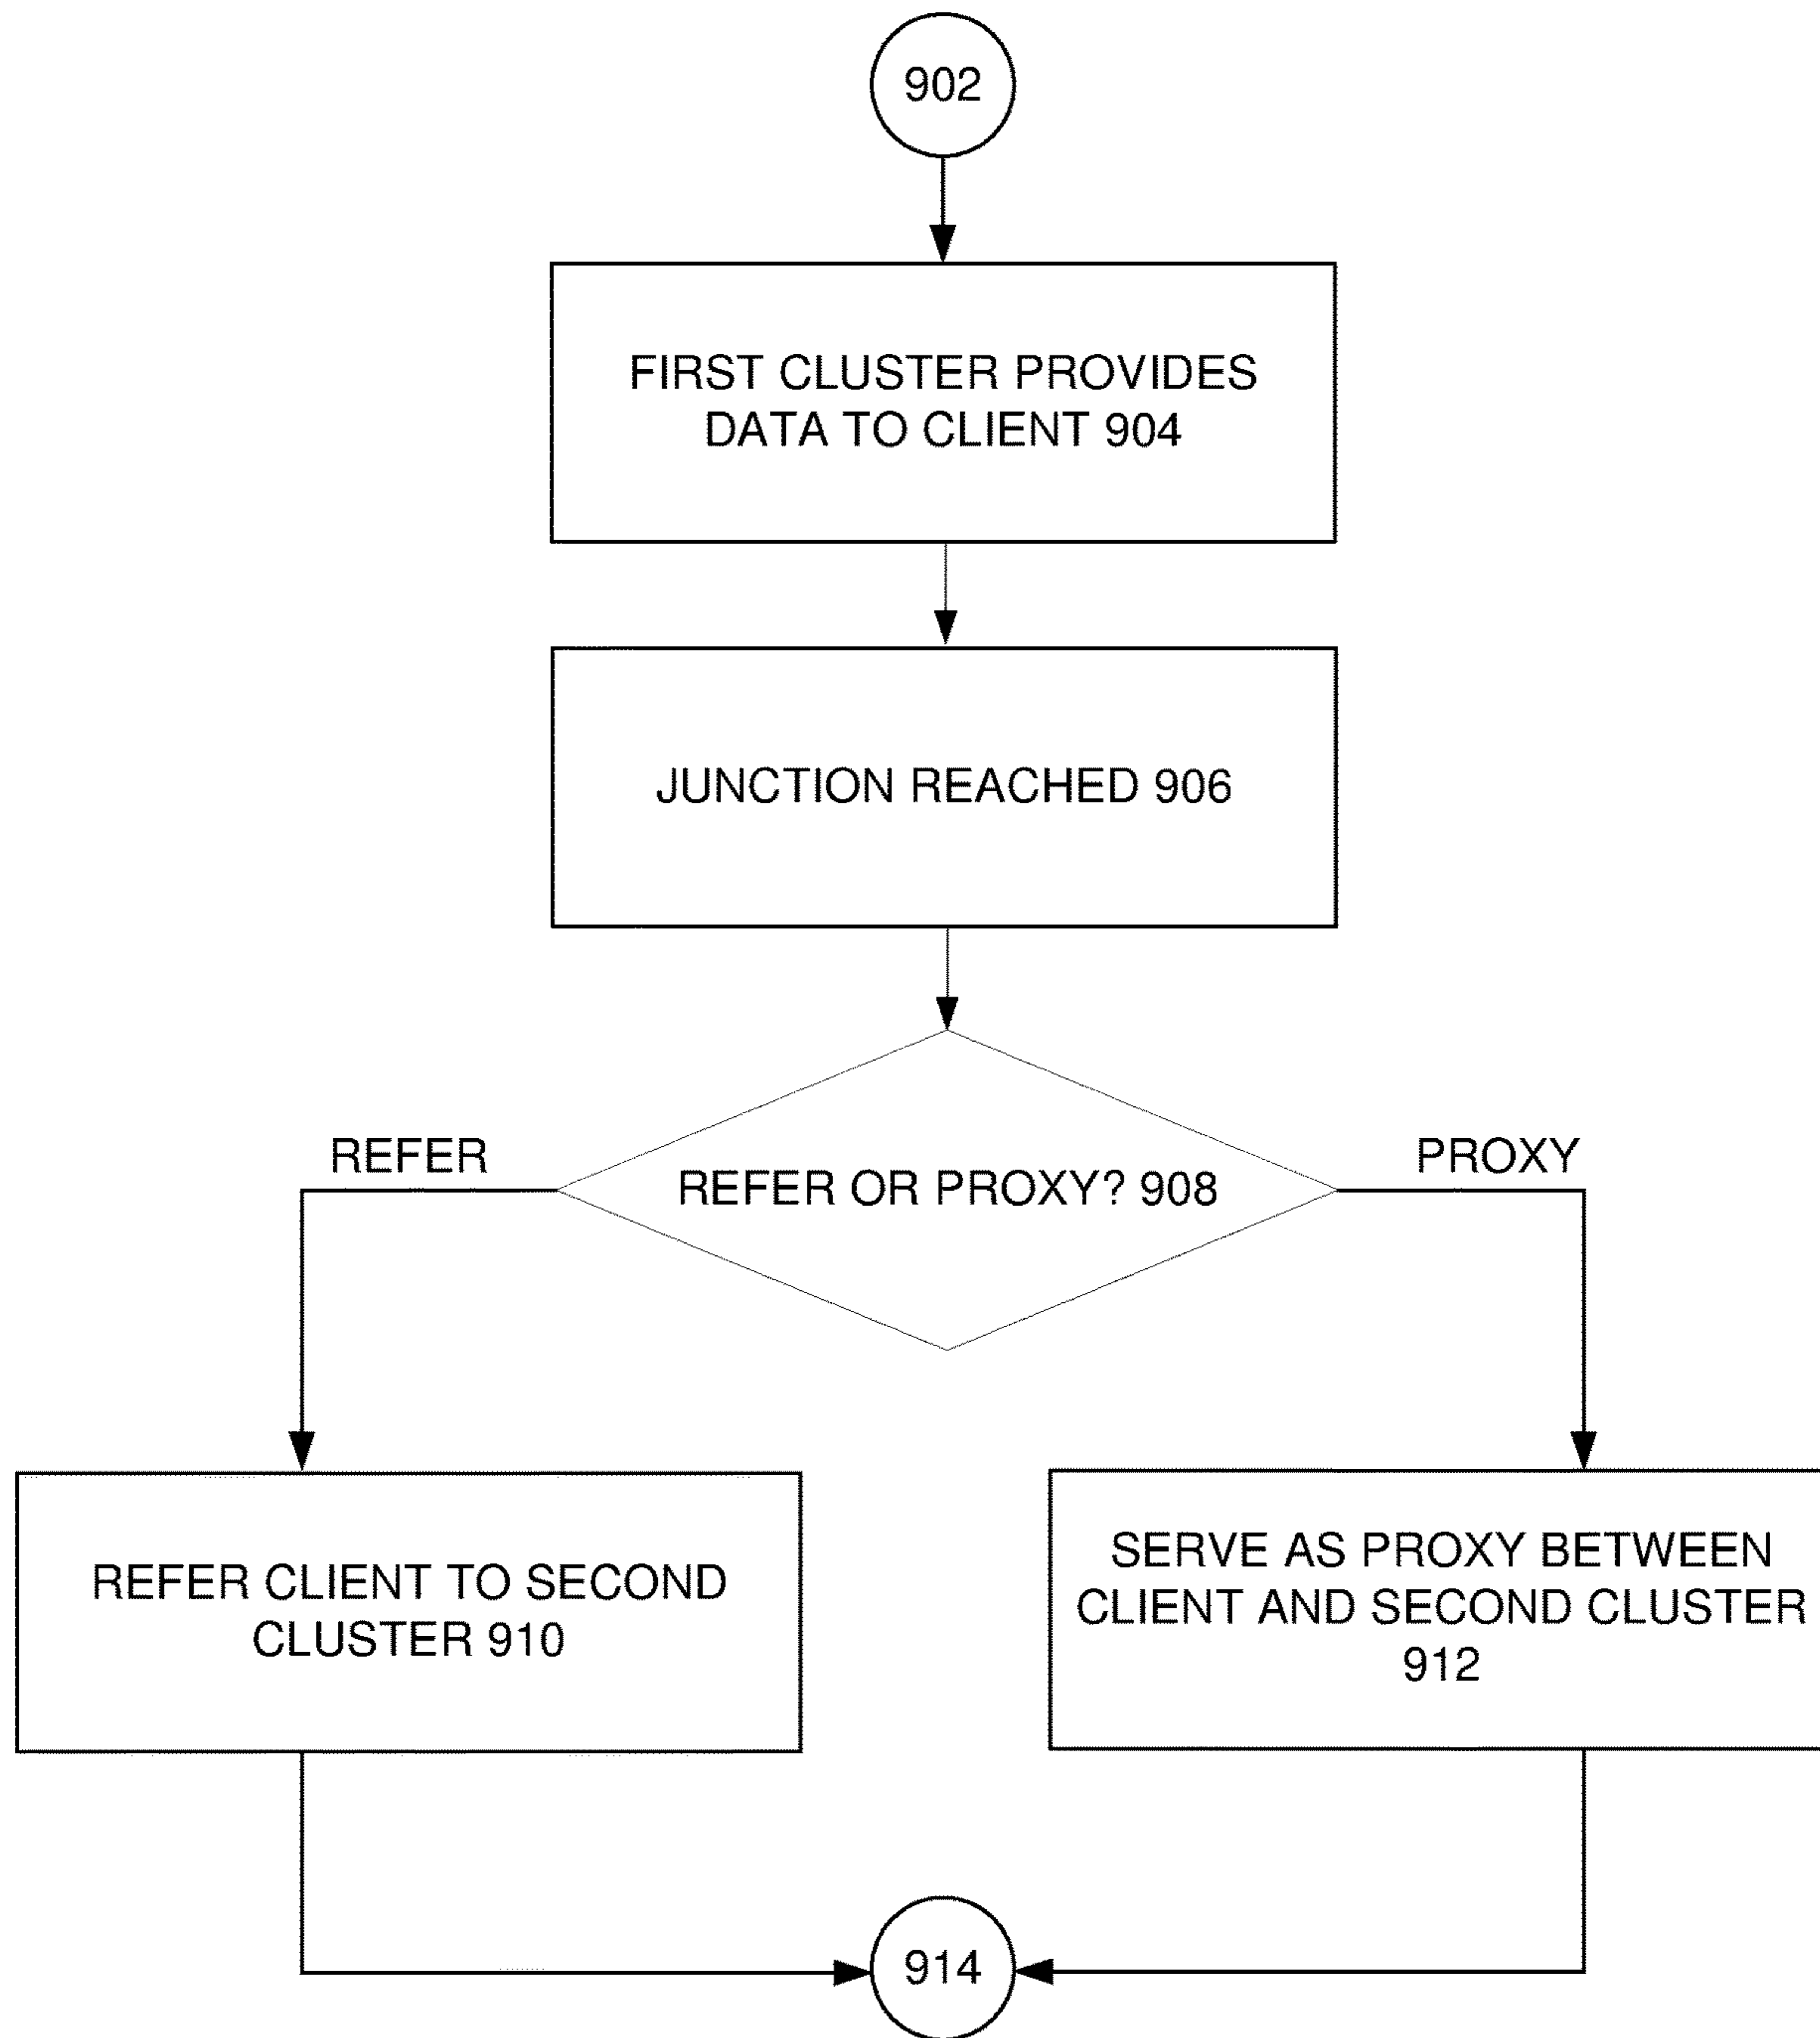 902
FIRST CLUSTER PROVIDES
DATA TO CLIENT 904
JUNCTION REACHED 906
REFER OR PROXY? 908
REFER
PROXY
REFER CLIENT TO SECOND
CLUSTER 910
SERVE AS PROXY BETWEEN
CLIENT AND SECOND CLUSTER
912
914